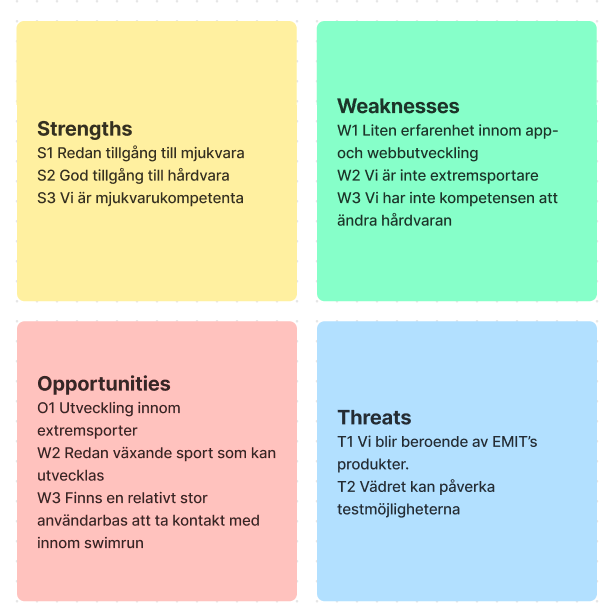 Strengths
S1 Redan tillgång till mjukvara
S2 God tillgång till hårdvara
S3 Vi är mjukvarukompetenta
Weaknesses
W1 Liten erfarenhet innom app-
och webbutveckling
W2 Vi är inte extremsportare
W3 Vi har inte kompetensen att
ändra hårdvaran
Opportunities
O1 Utveckling innom
extremsporter
W2 Redan växande sport som kan
utvecklas
W3 Finns en relativt stor
användarbas att ta kontakt med
innom swimrun
Threats
T1 Vi blir beroende av EMIT’s
produkter.
T2 Vädret kan påverka
testmöjligheterna